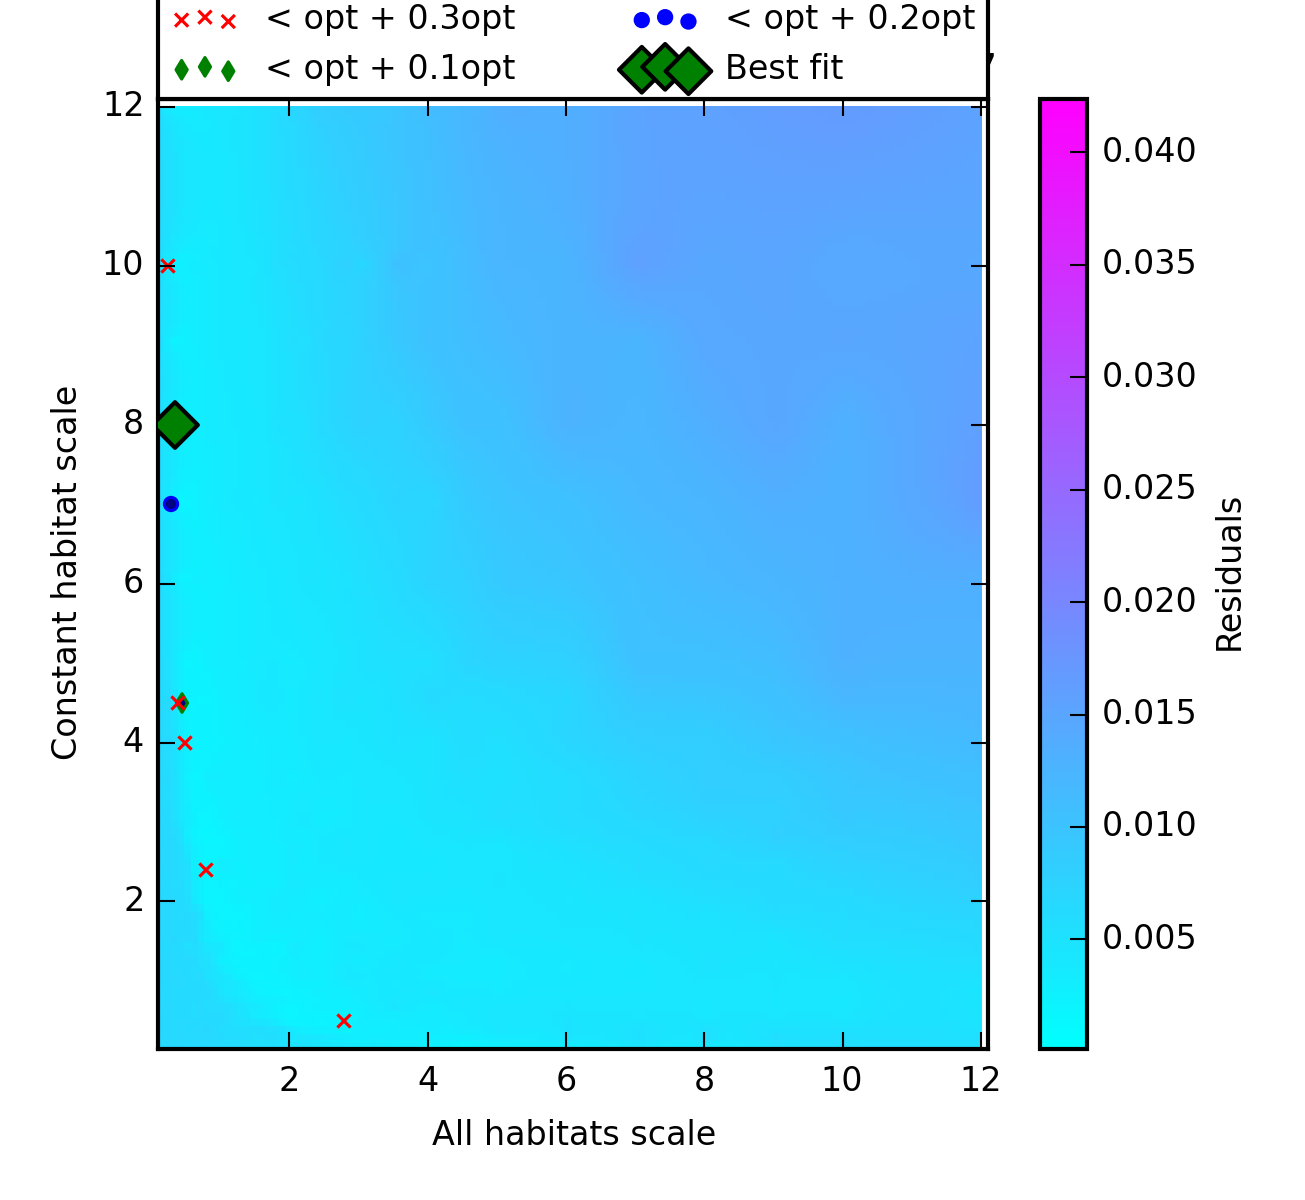 < opt + 0.3opt
< opt + 0.2opt
< opt + 0.1opt
Best fit
12
10
8
6
4
2
Constant habitat scale
2
4
6
8
10
12
All habitats scale
0.040
0.035
0.030
0.025
0.020
0.015
0.010
0.005
Residuals